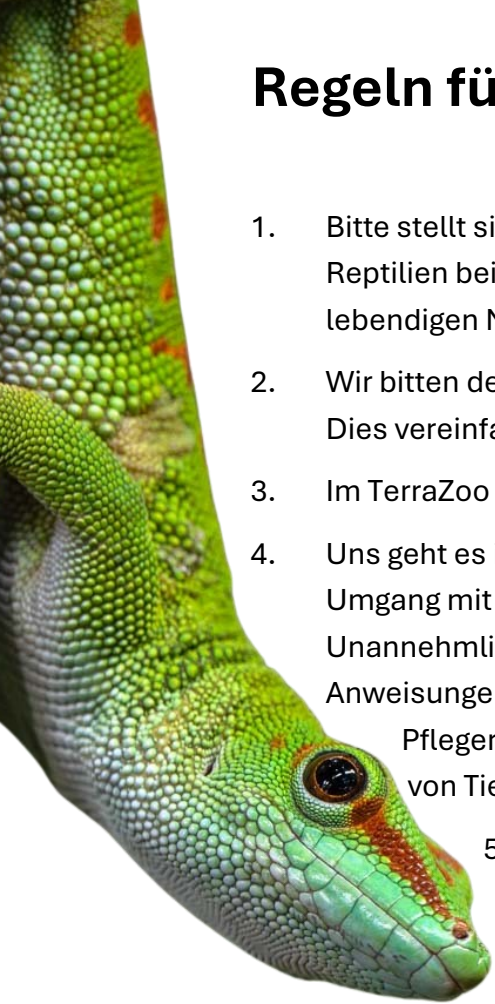 Regeln fü
1. Bitte stellt si
Reptilien bei
lebendigen N
2. Wir bitten de
Dies vereinfa
3. Im TerraZoo
4. Uns geht es
Umgang mit
Unannehmli
Anweisunge
Pfleger
von Tie
5